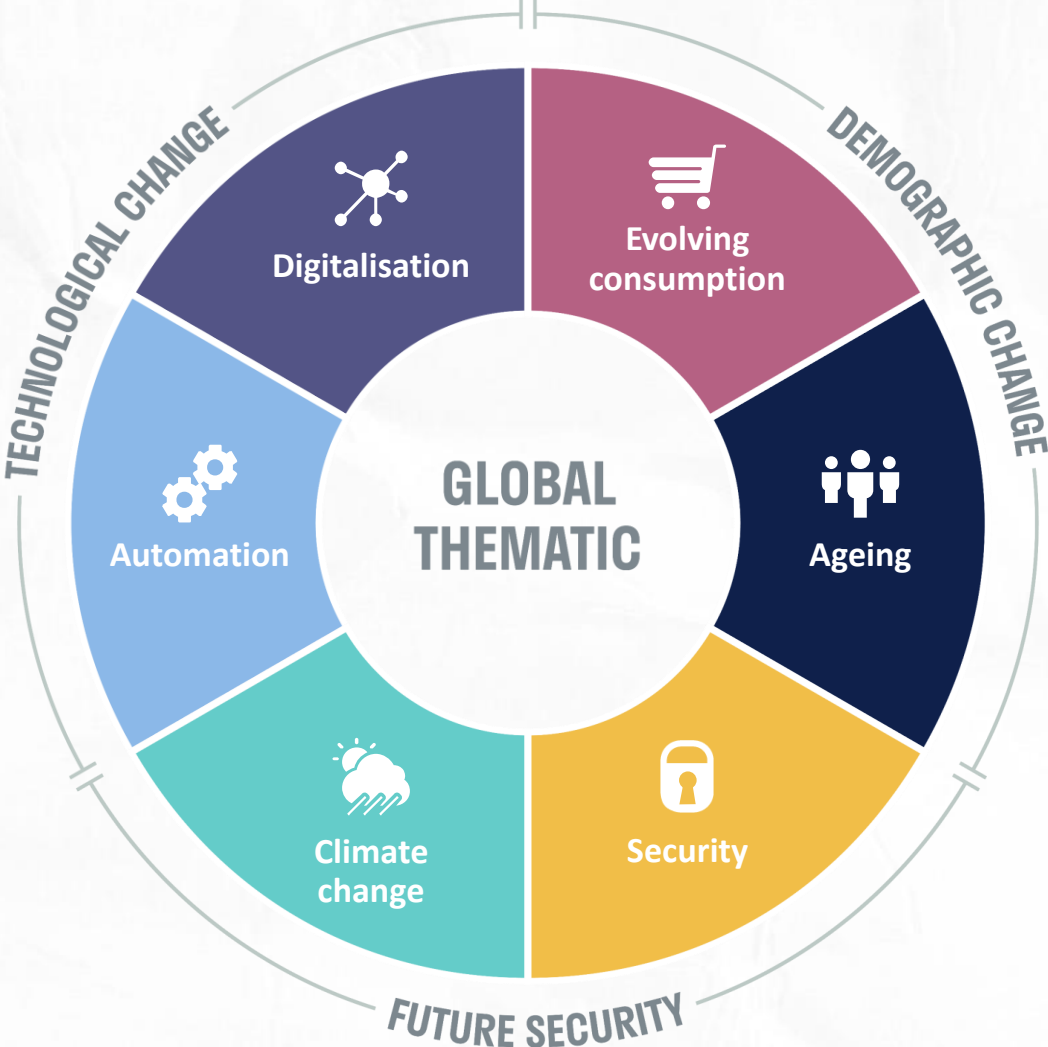 TECHNOLOGICAL CHANGE
DEMOGRAPHIC CHANGE
Digitalisation
Evolving
consumption
Automation
GLOBAL
THEMATIC
Ageing
Climate
change
Security
FUTURE SECURITY